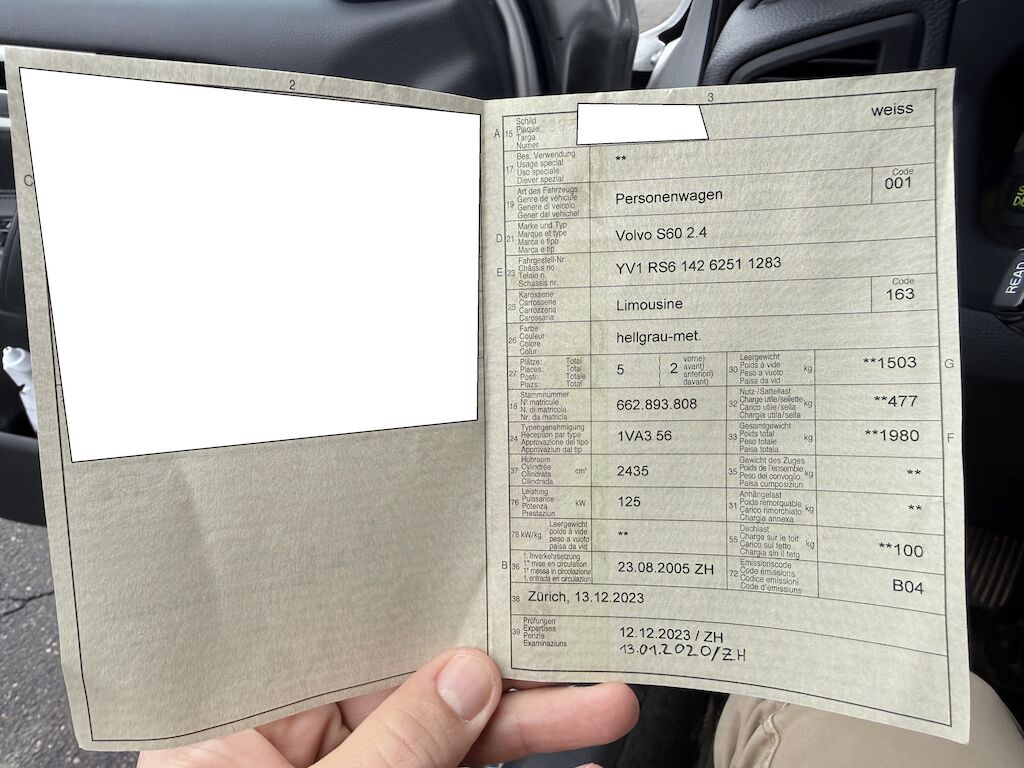 2
C
3
weiss
A 15 Schild
Plaque
Targa
Numer
17 Bes. Verwendung
Usage spécial
Uso speciale
Diever spezial
**
19 Art des Fahrzeugs
Genre de véhicule
Genere di veicolo
Gener dal vehichel
Personenwagen
Code
001
D 21 Marke und Typ
Marque et type
Marca e tipo
Marca e tip
Volvo S60 2.4
E 23 Fahrgestell-Nr.
Châssis no
Telaio n.
Schassis nr.
YV1 RS6 142 6251 1283
25 Karosserie
Carrosserie
Carrozzeria
Carossaria
Limousine
Code
163
26 Farbe
Couleur
Colore
Colur
hellgrau-met.
27 Plätze: Total
Places: Total
Posti: Totale
Plazs: Total
5
2
vorne)
avant)
anteriori)
davant)
30 Leergewicht
Poids à vide
Peso a vuoto
Paisa da vid
kg
**1503
G
18 Stammnummer
N° matricule
N. di matricola
Nr. da matricla
662.893.808
32 Nutz-/Sattellast
Charge utile/sellette
Carico utile/sella
Chargia utila/sella
kg
**477
24 Typengenehmigung
Réception par type
Approvazione del tipo
Approvaziun dal tip
1VA3 56
33 Gesamtgewicht
Poids total
Peso totale
Paisa totala
kg
**1980
F
37 Hubraum
Cylindrée
Cilindrata
Cilindrada
cm³
2435
35 Gewicht des Zuges
Poids de l'ensemble
Peso del convoglio
Paisa cumposiziun
kg
**
76 Leistung
Puissance
Potenza
Prestaziun
kW
125
31 Anhängelast
Poids remorquable
Carico rimorchiato
Chargia annexa
kg
**
78 kW/kg
Leergewicht
poids à vide
peso a vuoto
paisa da vid
**
55 Dachlast
Charge sur le toit
Carico sul tetto
Chargia sin il tetg
kg
**100
B 36 1. Inverkehrsetzung
1re mise en circulation
1a messa in circolazione
1. entrada en circulaziun
23.08.2005 ZH
72 Emissionscode
Code émissions
Codice emissioni
Code d'emissiuns
B04
38 Zürich, 13.12.2023
39 Prüfungen
Expertises
Perizie
Examinaziuns
12.12.2023 / ZH
13.01.2020/ZH
READ